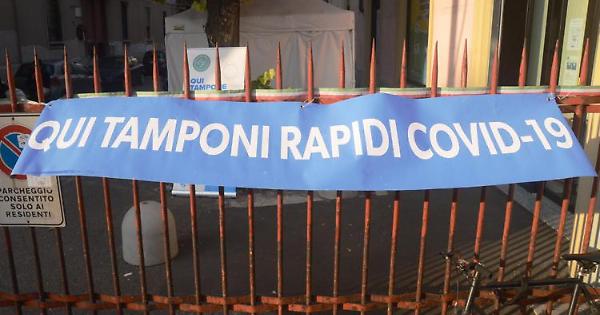 QUI
TAMPONE
QUI TAMPONI RAPIDI COVID-19
PARCHEGGIO
CONSENTITO
SOLO AI
RESIDENTI